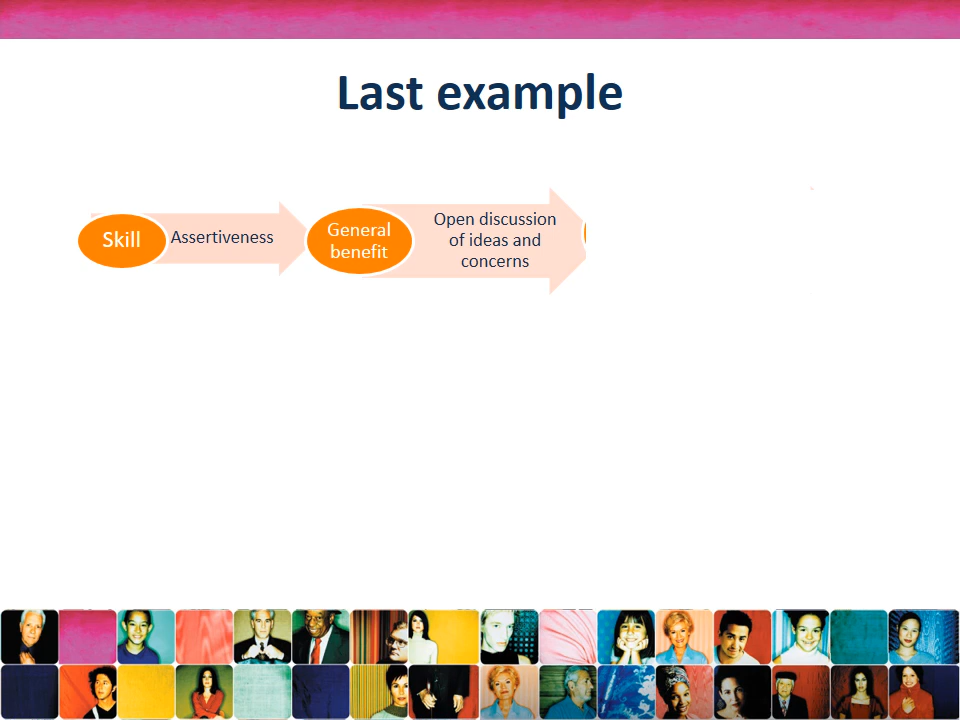 Last example
Skill
Assertiveness
General
benefit
Open discussion
of ideas and
concerns